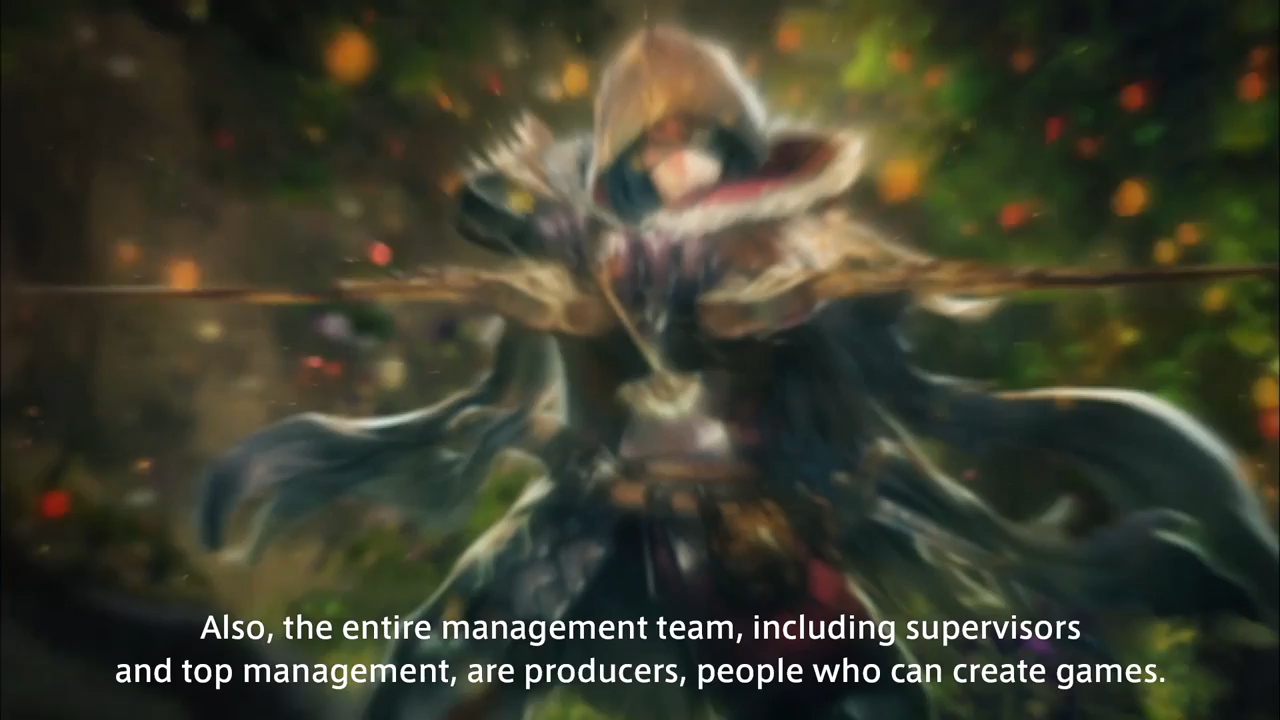 Also, the entire management team, including supervisors
and top management, are producers, people who can create games.